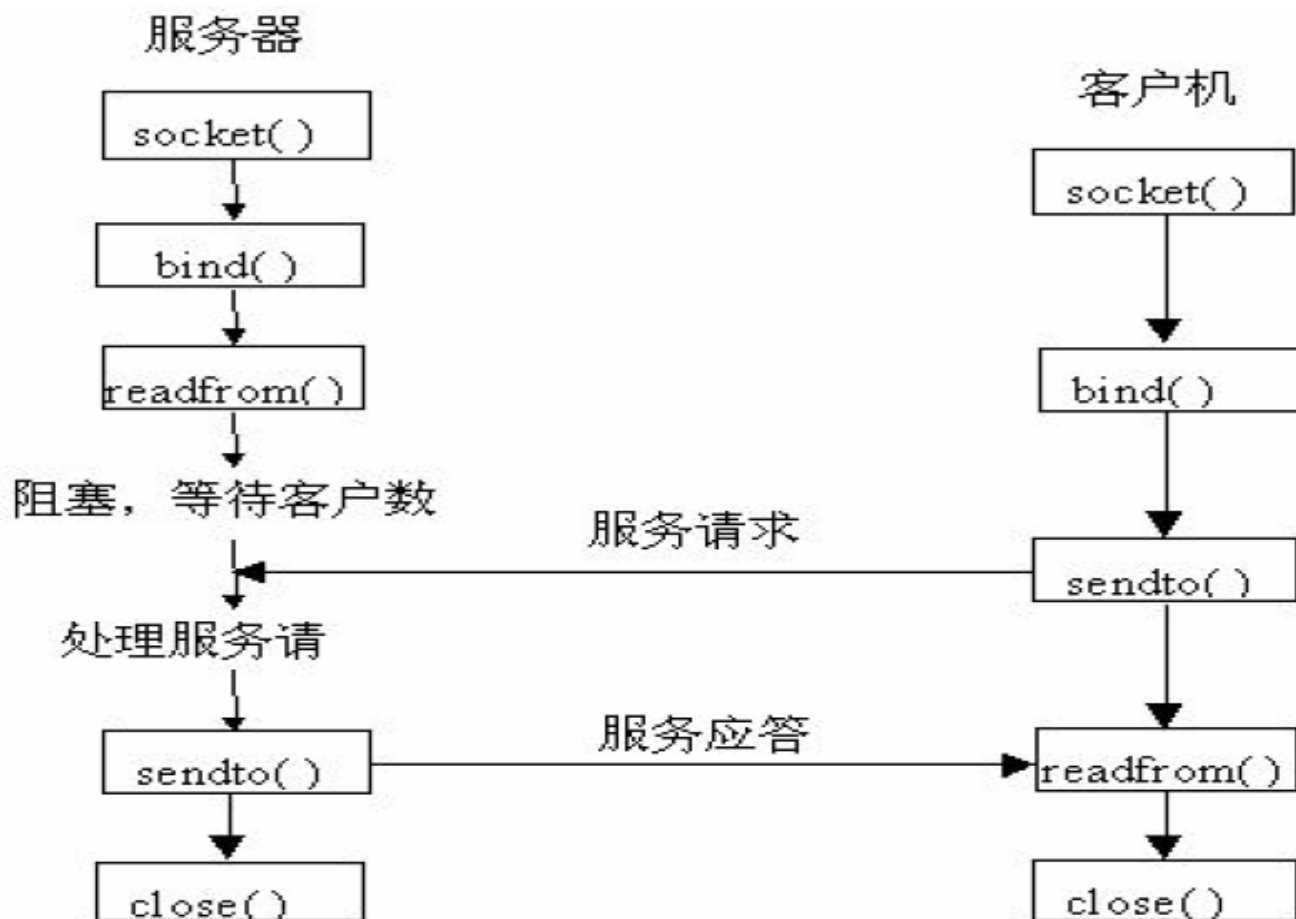 服务器
socket()
bind()
readfrom()
阻塞，等待客户数
处理服务请
sendto()
close()
服务请求
服务应答
客户机
socket()
bind()
sendto()
readfrom()
close()